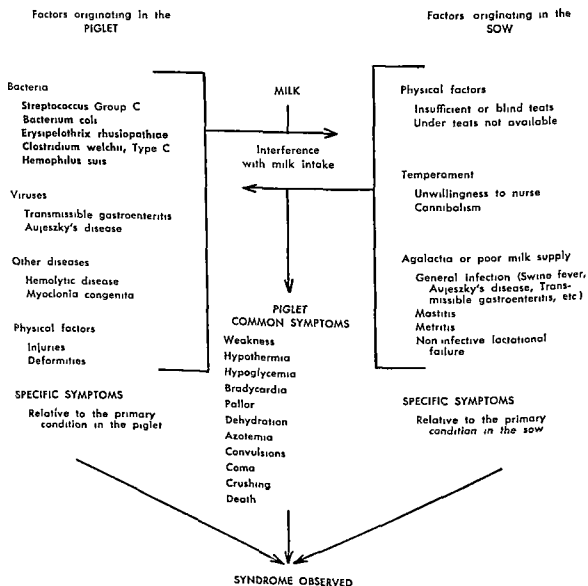 Factors originating in the
PIGLET
Bacteria
Streptococcus Group C
Bacterium coli
Erysipelothrix rhusiopathiae
Clostridium welchii, Type C
Hemophilus suis
Viruses
Transmissible gastroenteritis
Aujeszky's disease
Other diseases
Hemolytic disease
Myoclonia congenita
Physical factors
Injuries
Deformities
SPECIFIC SYMPTOMS
Relative to the primary
condition in the piglet
MILK
Interference
with milk intake
PIGLET
COMMON SYMPTOMS
Weakness
Hypothermia
Hypoglycemia
Bradycardia
Pallor
Dehydration
Azotemia
Convulsions
Coma
Crushing
Death
Factors originating in the
SOW
Physical factors
Insufficient or blind teats
Under teats not available
Temperament
Unwillingness to nurse
Cannibalism
Agalactia or poor milk supply
General infection (Swine fever,
Aujeszky's disease, Trans-
missible gastroenteritis, etc)
Mastitis
Metritis
Non infective lactational
failure
SPECIFIC SYMPTOMS
Relative to the primary
condition in the sow
SYNDROME OBSERVED